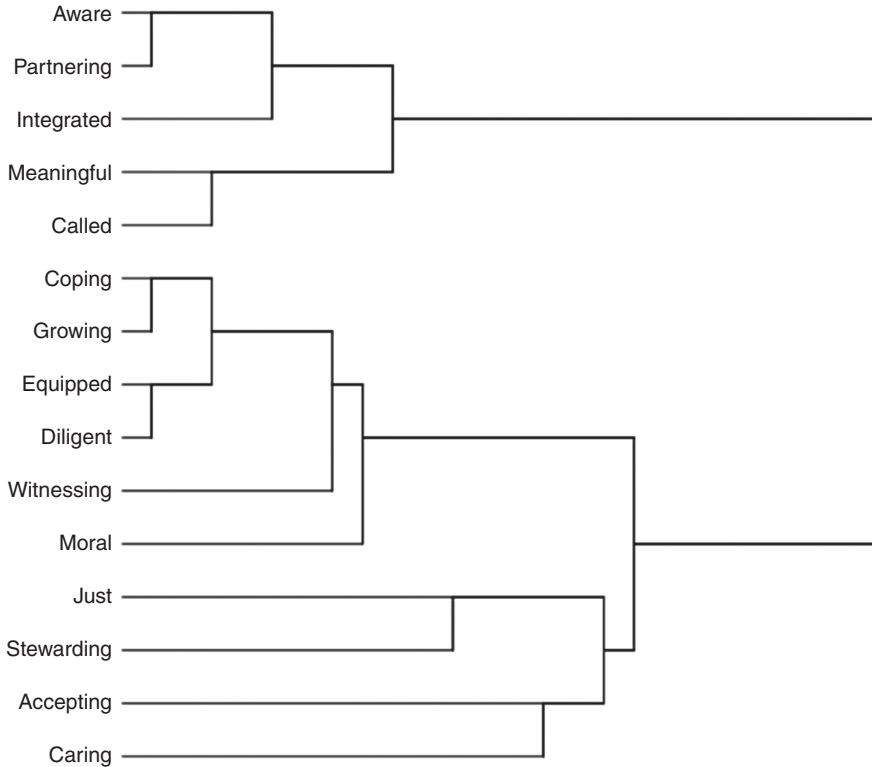 Aware
Partnering
Integrated
Meaningful
Called
Coping
Growing
Equipped
Diligent
Witnessing
Moral
Just
Stewarding
Accepting
Caring